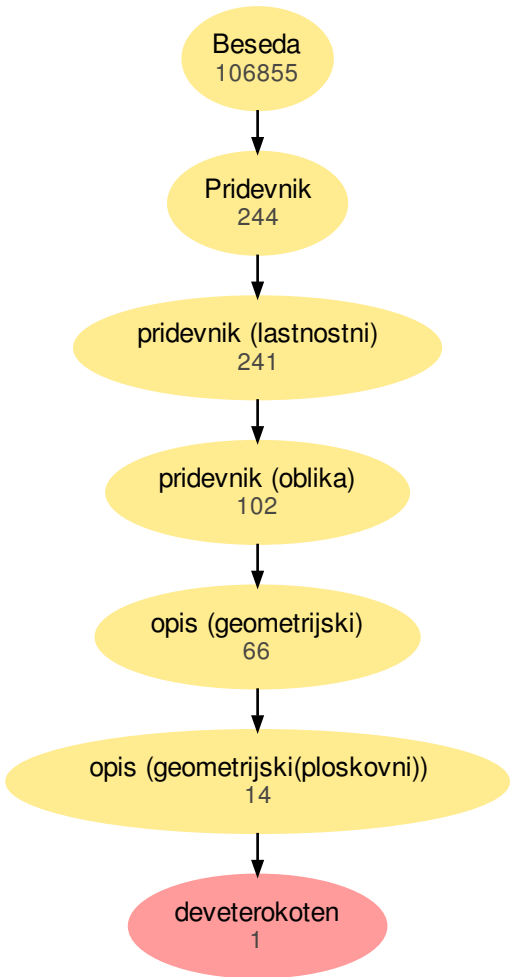 Beseda
106855
Pridevnik
244
pridevnik (lastnostni)
241
pridevnik (oblika)
102
opis (geometrijski)
66
opis (geometrijski(ploskovni))
14
deveterokoten
1